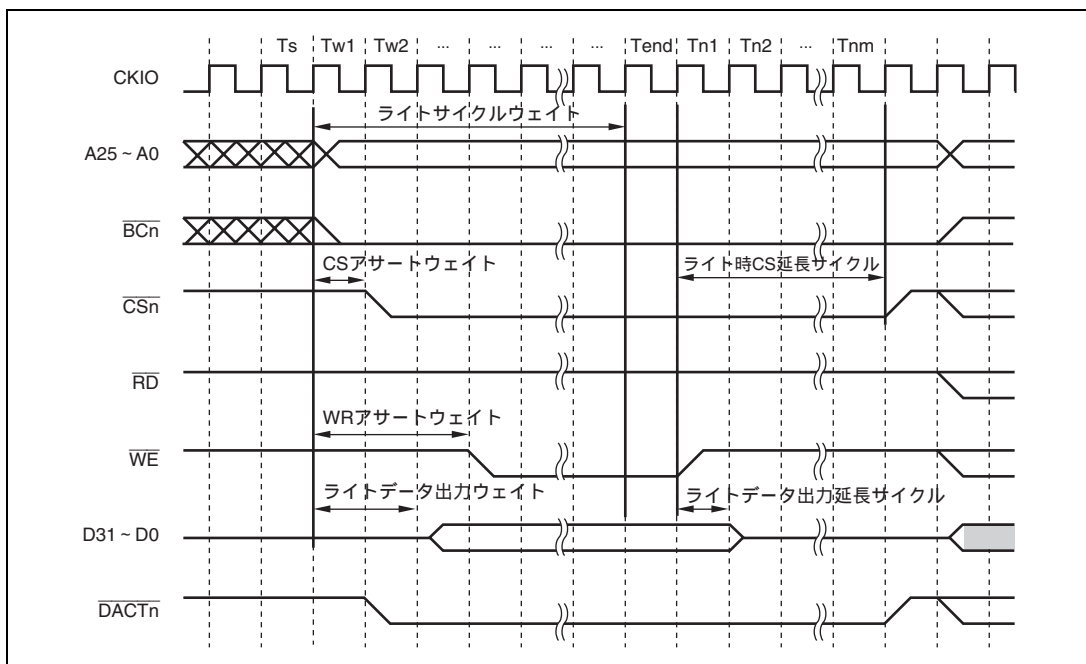 Ts Tw1 Tw2 ... ... ... ... Tend Tn1 Tn2 ... Tnm
CKIO
ライトサイクルウェイト
A25 ~ A0
BCn
CSアサートウェイト
ライト時CS延長サイクル
CSn
RD
WRアサートウェイト
WE
ライトデータ出力ウェイト
ライトデータ出力延長サイクル
D31 ~ D0
DACTn